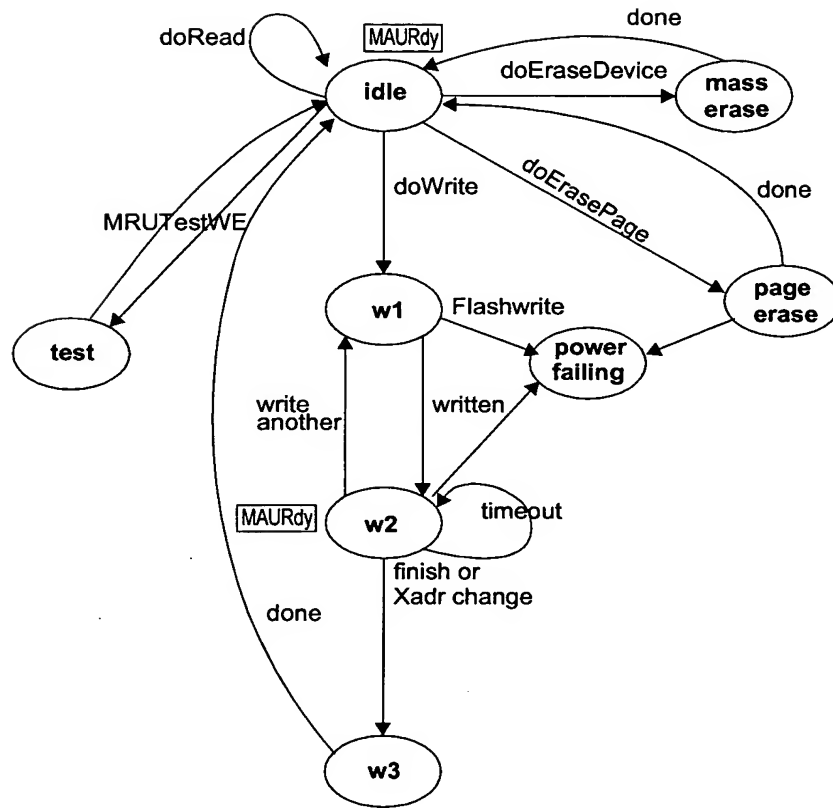 done
doRead
MAURdy
idle
doEraseDevice
mass
erase
doWrite
doErasePage
done
MRUTestWE
w1
Flashwrite
page
erase
test
power
failing
write
another
written
MAURdy
w2
timeout
finish or
Xadr change
done
w3